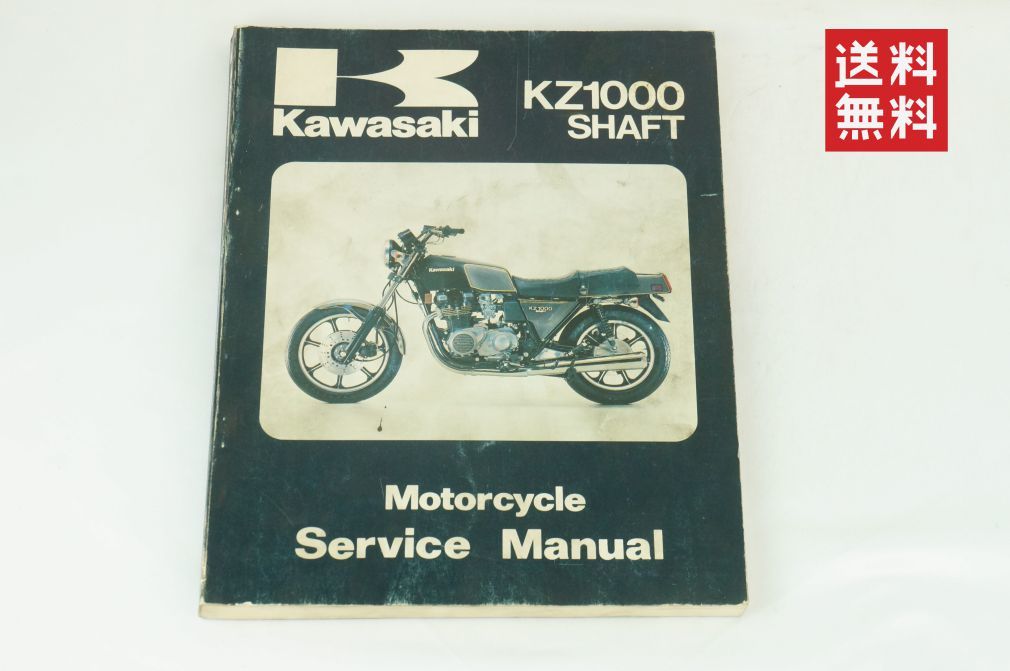 Kawasaki
KZ1000
SHAFT
送料
無料
Kawasaki
KZ1000
Motorcycle
Service Manual